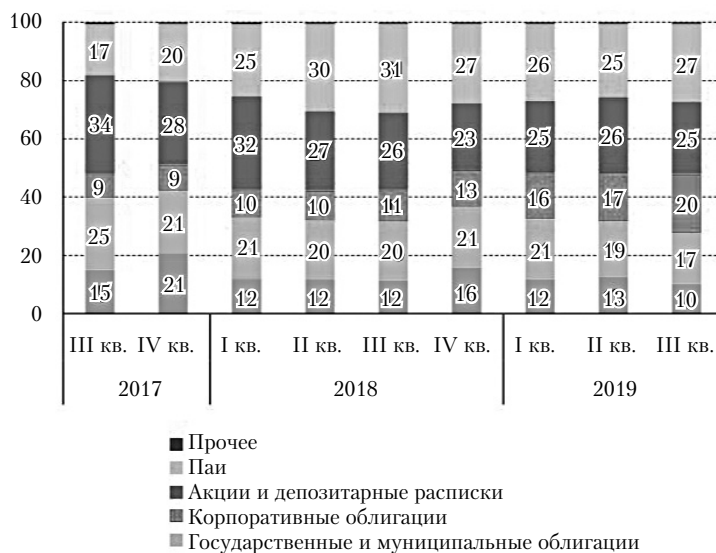 100
17 20 25 30 31 27 26 25 27
80
34 28 32 27 26 23 25 26 25
60
9 9 10 10 11 13 16 17 20
40
25 21 21 20 20 21 21 19 17
20
15 21 12 12 12 16 12 13 10
0
III кв. IV кв. I кв. II кв. III кв. IV кв. I кв. II кв. III кв.
2017 2018 2019
Прочее
Паи
Акции и депозитарные расписки
Корпоративные облигации
Государственные и муниципальные облигации